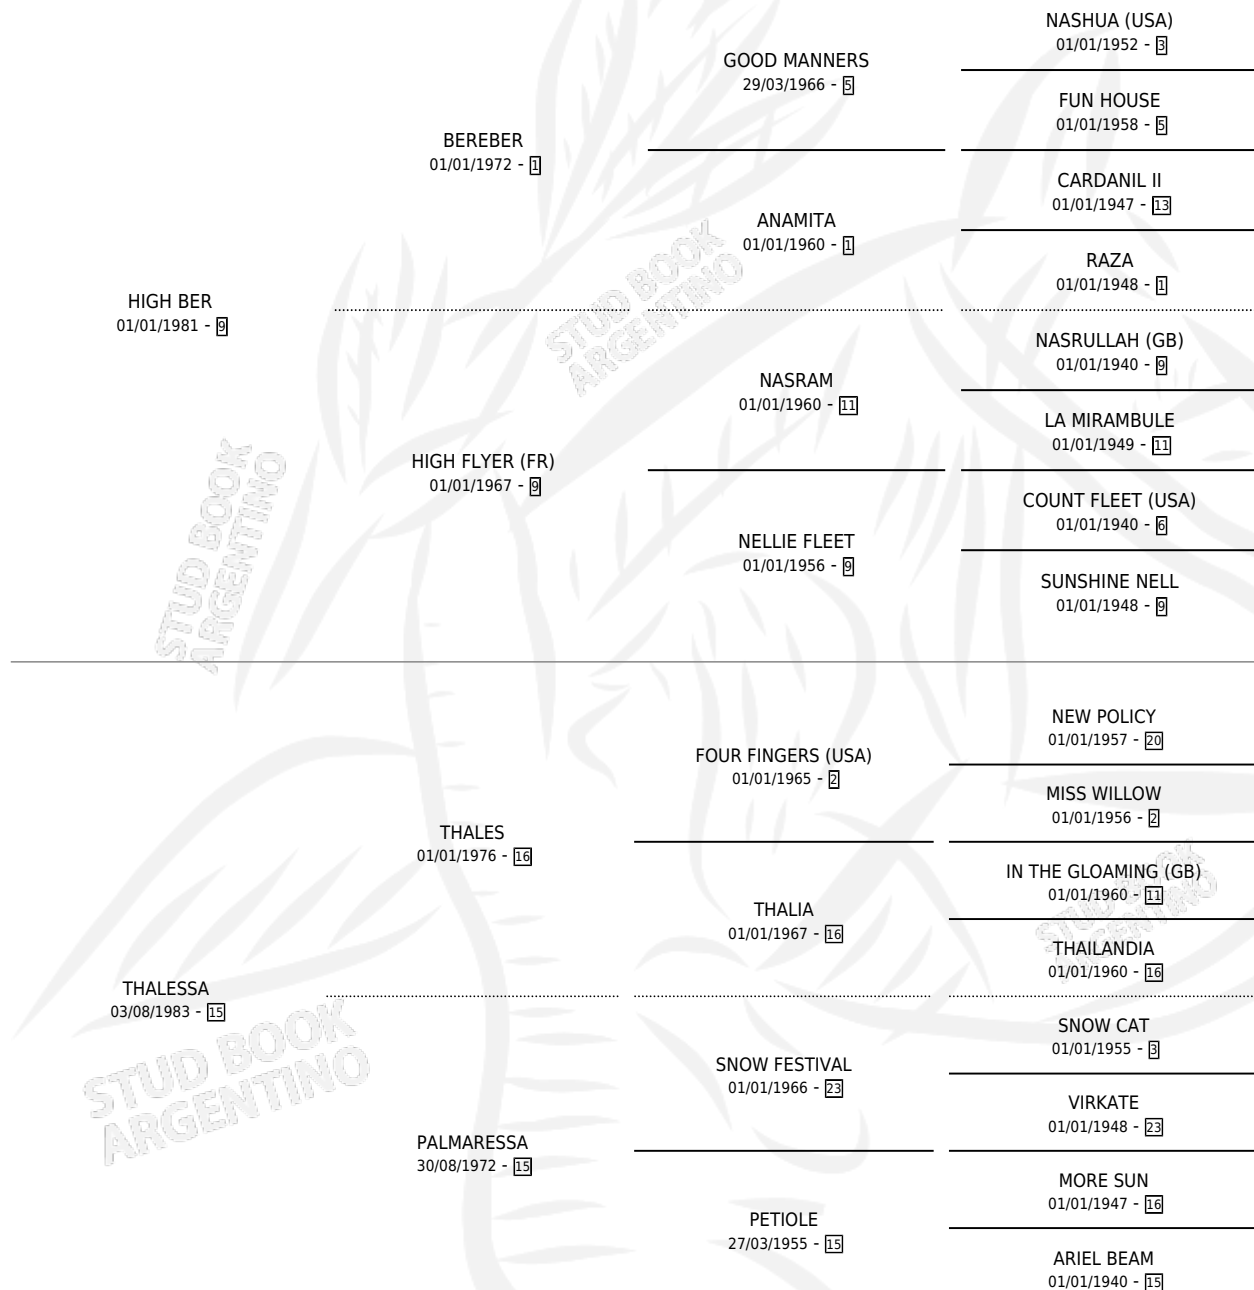 NASHUA (USA)
01/01/1952 - 3
GOOD MANNERS
29/03/1966 - 5
FUN HOUSE
01/01/1958 - 5
BEREBER
01/01/1972 - 1
CARDANIL II
01/01/1947 - 13
ANAMITA
01/01/1960 - 1
RAZA
01/01/1948 - 1
HIGH BER
01/01/1981 - 9
STUD BOOK
ARGENTINO
NASRULLAH (GB)
01/01/1940 - 9
NASRAM
01/01/1960 - 11
LA MIRAMBULE
01/01/1949 - 11
HIGH FLYER (FR)
01/01/1967 - 9
COUNT FLEET (USA)
01/01/1940 - 6
NELLIE FLEET
01/01/1956 - 9
SUNSHINE NELL
01/01/1948 - 9
STUD BOOK
ARGENTINO
NEW POLICY
01/01/1957 - 20
FOUR FINGERS (USA)
01/01/1965 - 2
MISS WILLOW
01/01/1956 - 2
THALES
01/01/1976 - 16
IN THE GLOAMING (GB)
01/01/1960 - 11
THALIA
01/01/1967 - 16
THAILANDIA
01/01/1960 - 16
STUD BOOK
ARGENTINO
THALESSA
03/08/1983 - 15
SNOW CAT
01/01/1955 - 3
SNOW FESTIVAL
01/01/1966 - 23
VIRKATE
01/01/1948 - 23
STUD BOOK
ARGENTINO
PALMARESSA
30/08/1972 - 15
MORE SUN
01/01/1947 - 16
PETIOLE
27/03/1955 - 15
ARIEL BEAM
01/01/1940 - 15